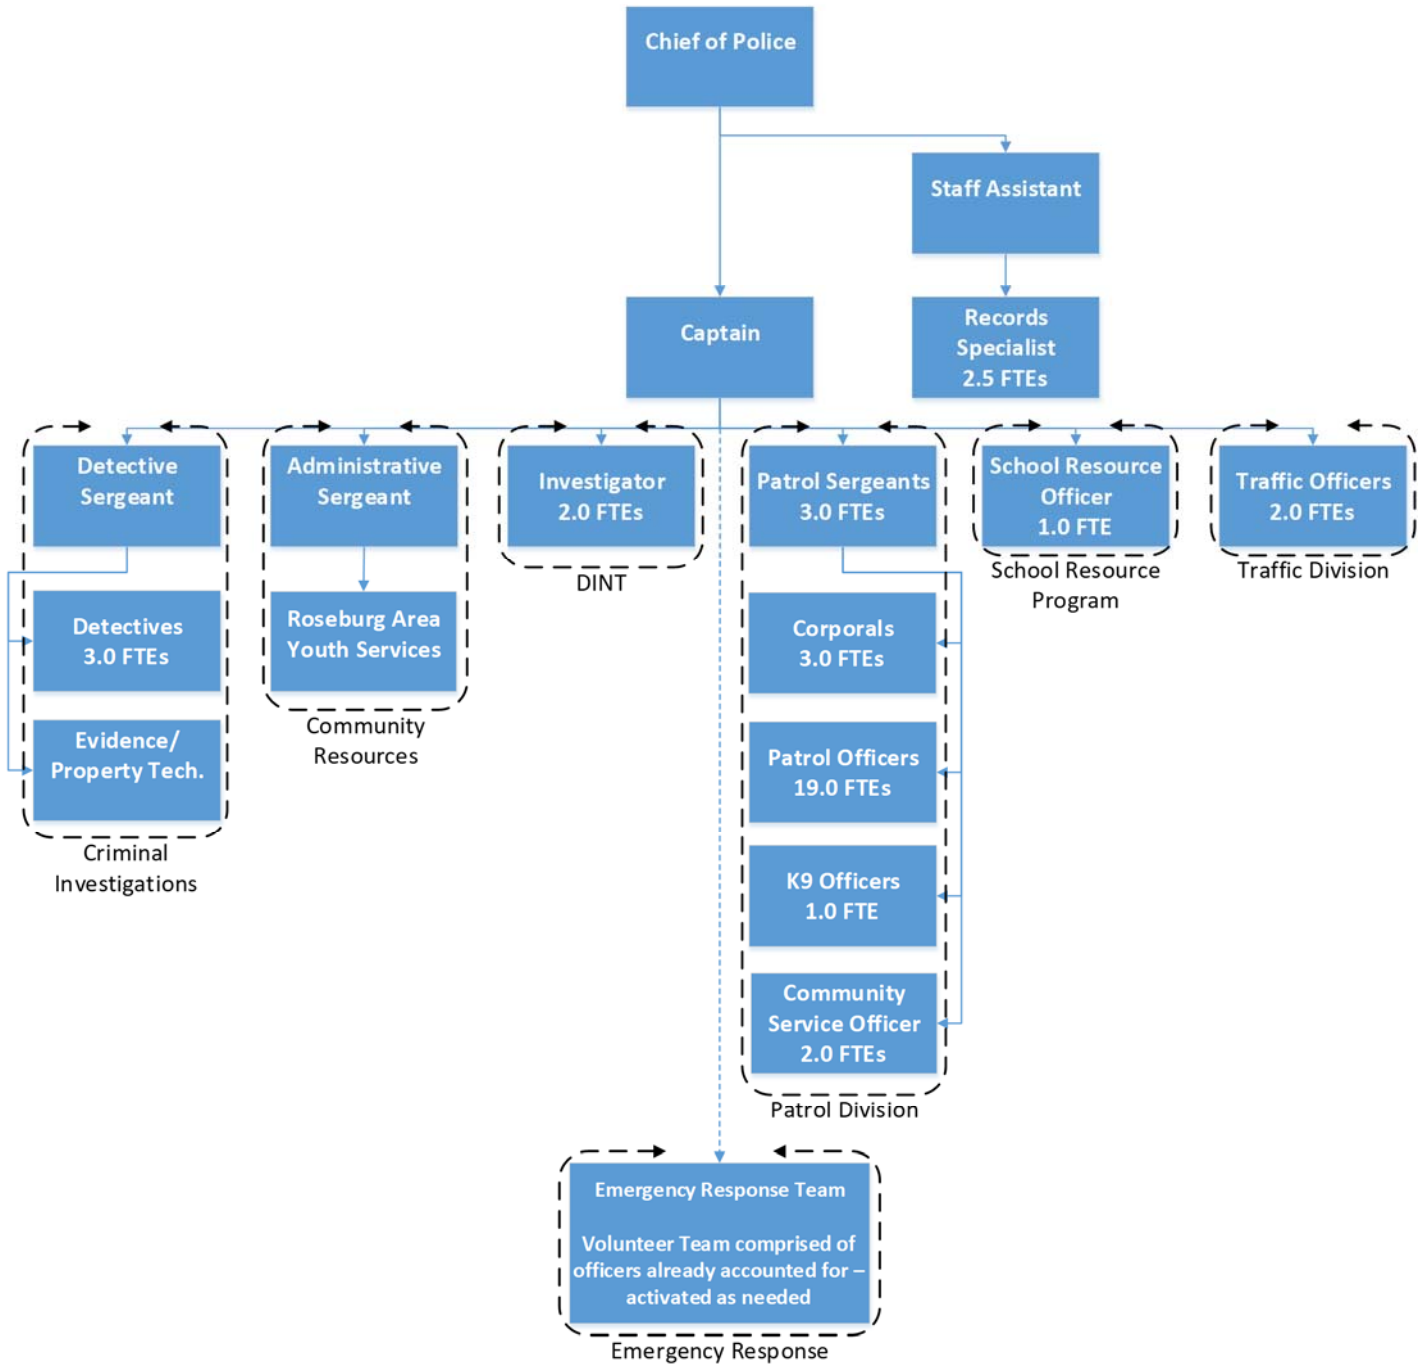 Chief of Police
Staff Assistant
Captain
Records
Specialist
2.5 FTEs
Detective
Sergeant
Administrative
Sergeant
Investigator
2.0 FTEs
Patrol Sergeants
3.0 FTEs
School Resource
Officer
1.0 FTE
Traffic Officers
2.0 FTEs
DINT
School Resource
Program
Traffic Division
Detectives
3.0 FTEs
Roseburg Area
Youth Services
Corporals
3.0 FTEs
Community
Resources
Evidence/
Property Tech.
Patrol Officers
19.0 FTEs
Criminal
Investigations
K9 Officers
1.0 FTE
Community
Service Officer
2.0 FTEs
Patrol Division
Emergency Response Team
Volunteer Team comprised of
officers already accounted for –
activated as needed
Emergency Response